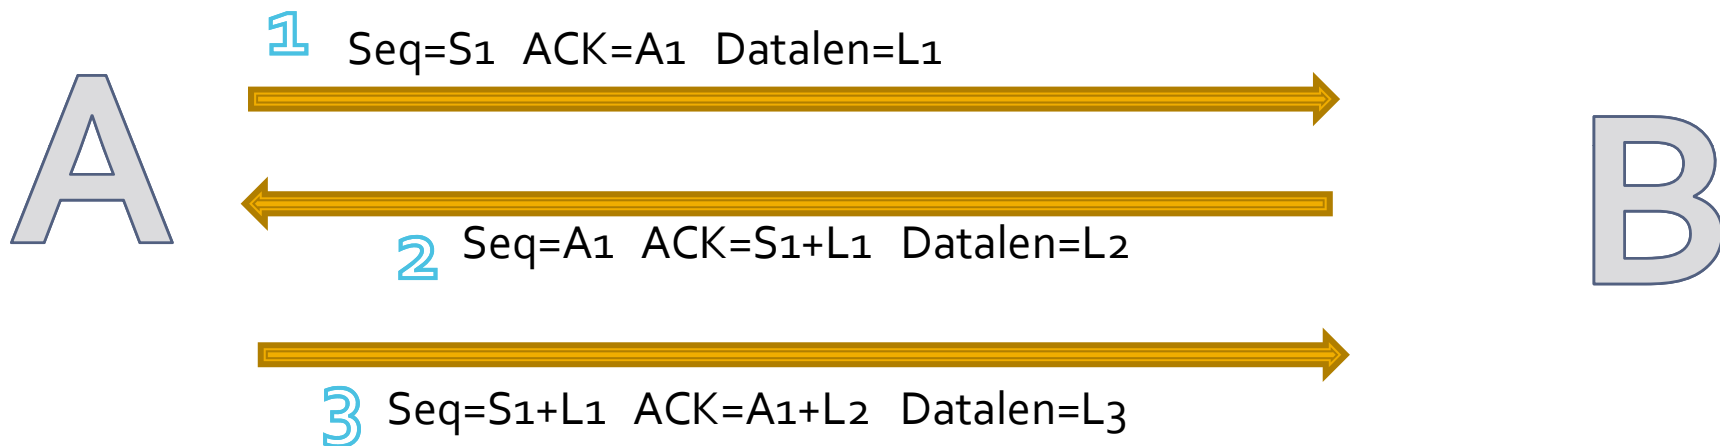 1 Seq=S1 ACK=A1 Datalen=L1
A
B
2 Seq=A1 ACK=S1+L1 Datalen=L2
3 Seq=S1+L1 ACK=A1+L2 Datalen=L3